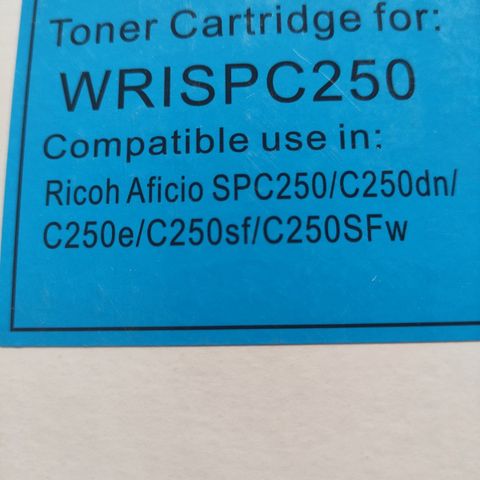 Toner Cartridge for:
WRISPC250
Compatible use in:
Ricoh Aficio SPC250/C250dn/
C250e/C250sf/C250SFw